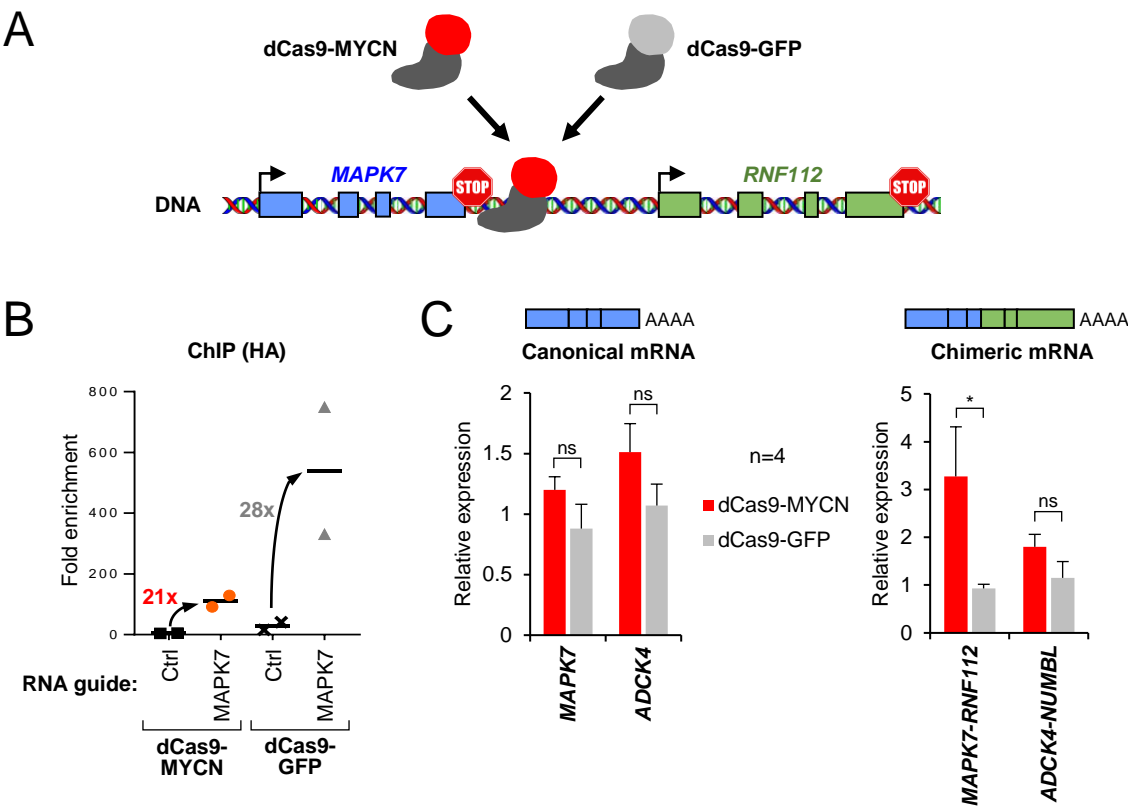 A
dCas9-MYCN
dCas9-GFP
MAPK7
RNF112
STOP
STOP
DNA
B
ChIP (HA)
Fold enrichment
800
600
400
200
0
21x
28x
RNA guide:
Ctrl
MAPK7
Ctrl
MAPK7
dCas9-
MYCN
dCas9-
GFP
C
AAAA
Canonical mRNA
Relative expression
2
1.5
1
0.5
0
ns
ns
MAPK7
ADCK4
n=4
dCas9-MYCN
dCas9-GFP
AAAA
Chimeric mRNA
Relative expression
5
4
3
2
1
0
*
ns
MAPK7-RNF112
ADCK4-NUMBL